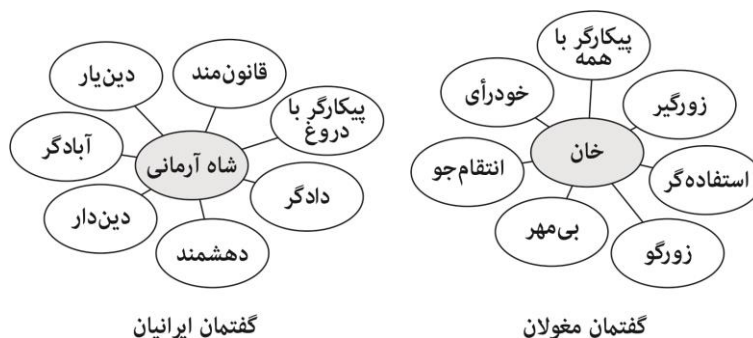 پیکارگر با
همه
زورگیر
استفاده‌گر
زورگو
بی‌مهر
انتقام‌جو
خودرأی
خان
گفتمان مغولان
قانون‌مند
پیکارگر با
دروغ
دادگر
دهشمند
دین‌دار
آبادگر
دین‌یار
شاه آرمانی
گفتمان ایرانیان